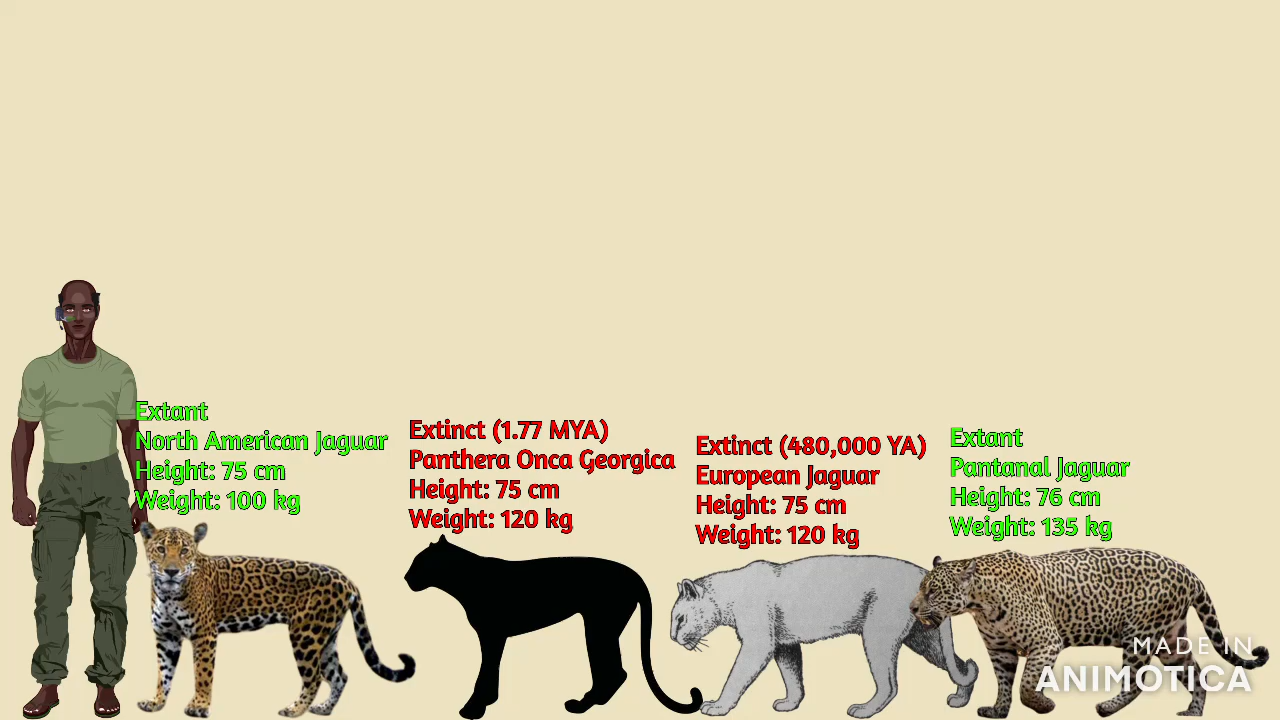 Extant
North American Jaguar
Height: 75 cm
Weight: 100 kg
Extinct (1.77 MYA)
Panthera Onca Georgica
Height: 75 cm
Weight: 120 kg
Extinct (480,000 YA)
European Jaguar
Height: 75 cm
Weight: 120 kg
Extant
Pantanal Jaguar
Height: 76 cm
Weight: 135 kg
MADE IN
ANIMOTICA